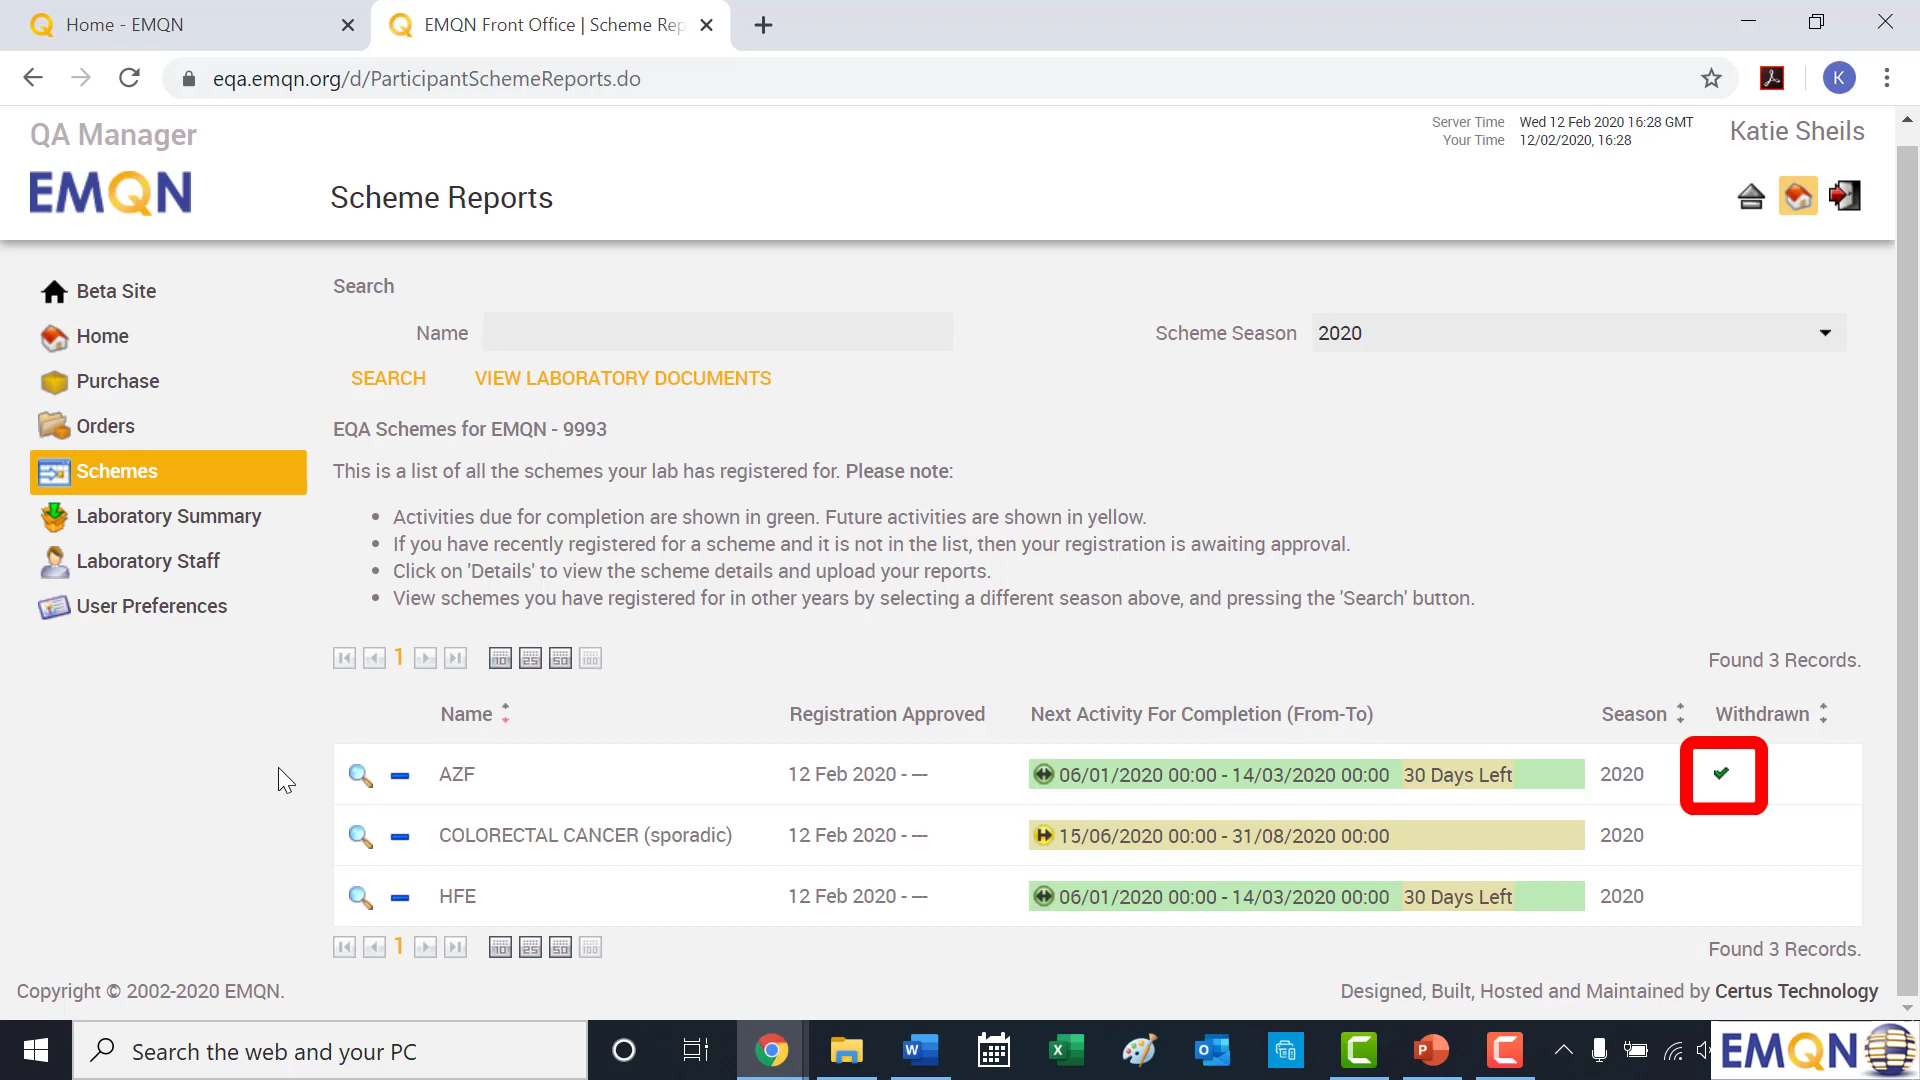 Home - EMQN
EMQN Front Office | Scheme Rep
eqa.emqn.org/d/ParticipantSchemeReports.do
K
QA Manager
Server Time Wed 12 Feb 2020 16:28 GMT
Your Time 12/02/2020, 16:28
Katie Sheils
EMQN
Scheme Reports
Beta Site
Home
Purchase
Orders
Schemes
Laboratory Summary
Laboratory Staff
User Preferences
Search
Name
Scheme Season 2020
SEARCH VIEW LABORATORY DOCUMENTS
EQA Schemes for EMQN - 9993
This is a list of all the schemes your lab has registered for. Please note:
• Activities due for completion are shown in green. Future activities are shown in yellow.
• If you have recently registered for a scheme and it is not in the list, then your registration is awaiting approval.
• Click on 'Details' to view the scheme details and upload your reports.
• View schemes you have registered for in other years by selecting a different season above, and pressing the 'Search' button.
1 10 25 50 100
Found 3 Records.
Name Registration Approved Next Activity For Completion (From-To) Season Withdrawn
AZF 12 Feb 2020 - --- 06/01/2020 00:00 - 14/03/2020 00:00 30 Days Left 2020
COLORECTAL CANCER (sporadic) 12 Feb 2020 - --- 15/06/2020 00:00 - 31/08/2020 00:00 2020
HFE 12 Feb 2020 - --- 06/01/2020 00:00 - 14/03/2020 00:00 30 Days Left 2020
1 10 25 50 100
Found 3 Records.
Copyright © 2002-2020 EMQN.
Designed, Built, Hosted and Maintained by Certus Technology
Search the web and your PC
EMQN